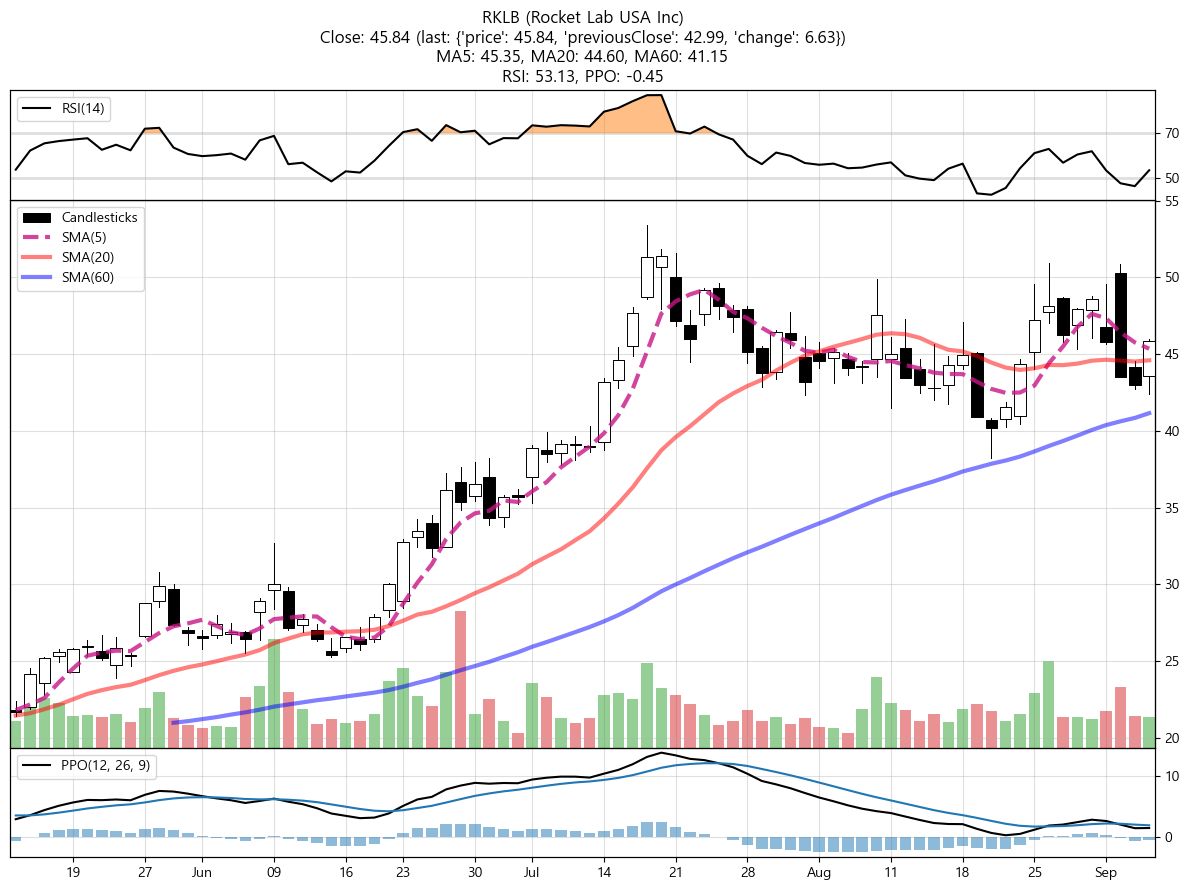 RKLB (Rocket Lab USA Inc)
Close: 45.84 (last: {'price': 45.84, 'previousClose': 42.99, 'change': 6.63})
MA5: 45.35, MA20: 44.60, MA60: 41.15
RSI: 53.13, PPO: -0.45
RSI(14)
70
50
55
Candlesticks
SMA(5)
SMA(20)
SMA(60)
50
45
40
35
30
25
20
PPO(12, 26, 9)
10
0
19 27 Jun 09 16 23 30 Jul 14 21 28 Aug 11 18 25 Sep